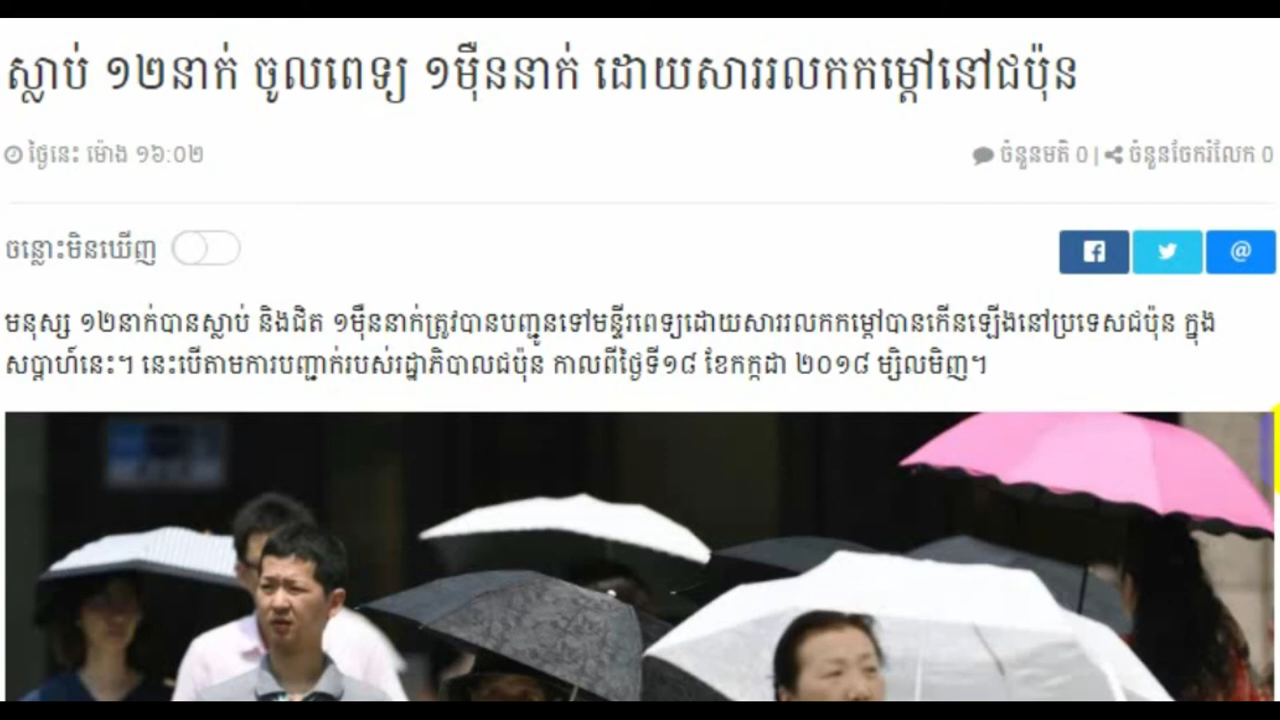 ស្លាប់ ១២នាក់ ចូលពេទ្យ ១ម៉ឺននាក់ ដោយសាររលកកម្ដៅនៅជប៉ុន
ថ្ងៃនេះ ម៉ោង ១៦:០២
ចំនួនមតិ 0 | ចំនួនចែករំលែក 0
ចន្លោះមិនឃើញ
មនុស្ស ១២នាក់បានស្លាប់ និងជិត ១ម៉ឺននាក់ត្រូវបានបញ្ជូនទៅមន្ទីរពេទ្យដោយសាររលកកម្ដៅបានកើនឡើងនៅប្រទេសជប៉ុន ក្នុង
សប្ដាហ៍នេះ។ នេះបើតាមការបញ្ជាក់របស់រដ្ឋាភិបាលជប៉ុន កាលពីថ្ងៃទី១៨ ខែកក្កដា ២០១៨ ម្សិលមិញ។